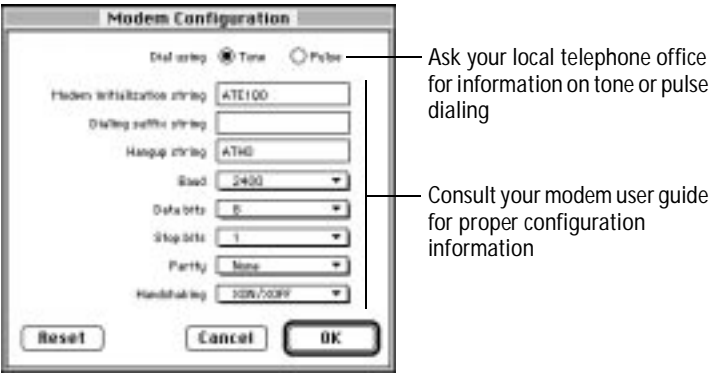 Modem Configuration
Dial using Tone Pulse
Modem initialization string ATE1Q0
Dialing suffix string
Hangup string ATH0
Baud 2400
Data bits 8
Stop bits 1
Parity None
Handshaking XON/XOFF
Reset Cancel OK
Ask your local telephone office
for information on tone or pulse
dialing
Consult your modem user guide
for proper configuration
information